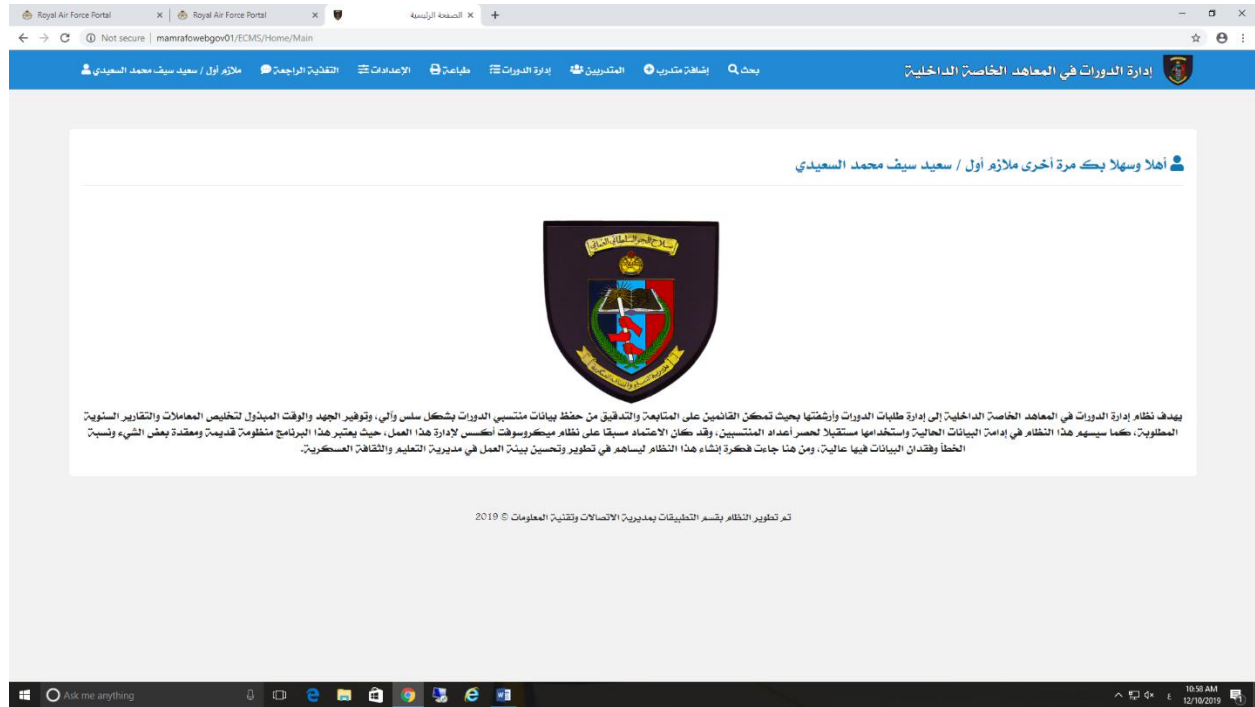 Royal Air Force Portal
Royal Air Force Portal
الصفحة الرئيسية
Not secure | mamrafowebgov01/ECMS/Home/Main
إدارة الدورات في المعاهد الخاصة الداخلية
بحث
إضافة متدرب
المتدربين
إدارة الدورات
طباعة
الإعدادات
التغذية الراجعة
ملازم أول / سعيد سيف محمد السعيدي
أهلا وسهلا بك مرة أخرى ملازم أول / سعيد سيف محمد السعيدي
سلاح الجو السلطاني العماني
يهدف نظام إدارة الدورات في المعاهد الخاصة الداخلية إلى إدارة طلبات الدورات وأرشفتها بحيث تمكن القائمين على المتابعة والتدقيق من حفظ بيانات منتسبي الدورات بشكل سلس وآلي، وتوفير الجهد والوقت المبذول لتخليص المعاملات والتقارير السنوية
المطلوبة، كما سيسهم هذا النظام في إدامة البيانات الحالية واستخدامها مستقبلا لحصر أعداد المنتسبين، وقد كان الاعتماد مسبقا على نظام ميكروسوفت أكسس لإدارة هذا العمل، حيث يعتبر هذا البرنامج منظومة قديمة ومعقدة بعض الشيء ونسبة
الخطأ وفقدان البيانات فيها عالية، ومن هنا جاءت فكرة إنشاء هذا النظام ليساهم في تطوير وتحسين بيئة العمل في مديرية التعليم والثقافة العسكرية.
تم تطوير النظام بقسم التطبيقات بمديرية الاتصالات وتقنية المعلومات © 2019
Ask me anything
ع
10:58 AM
12/10/2019